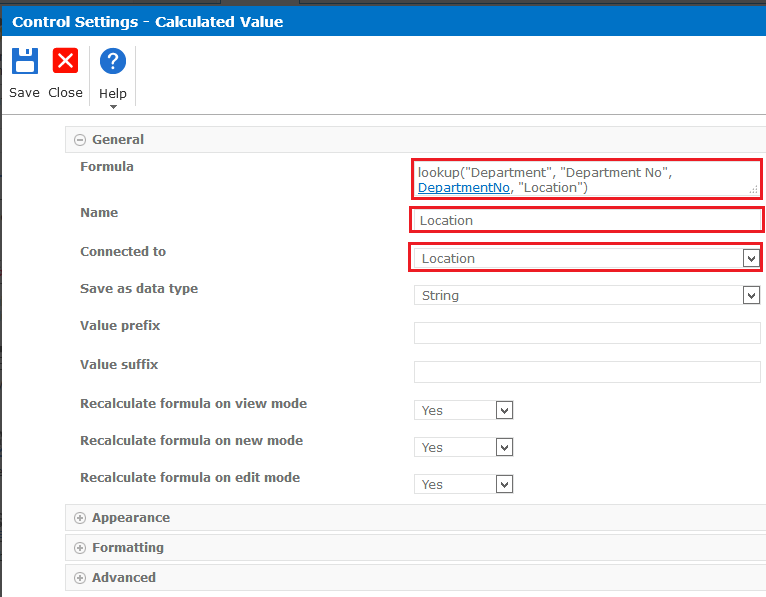 Control Settings - Calculated Value
Save Close Help
General
Formula
lookup("Department", "Department No",
DepartmentNo, "Location")
Name
Location
Connected to
Location
Save as data type
String
Value prefix
Value suffix
Recalculate formula on view mode
Yes
Recalculate formula on new mode
Yes
Recalculate formula on edit mode
Yes
Appearance
Formatting
Advanced